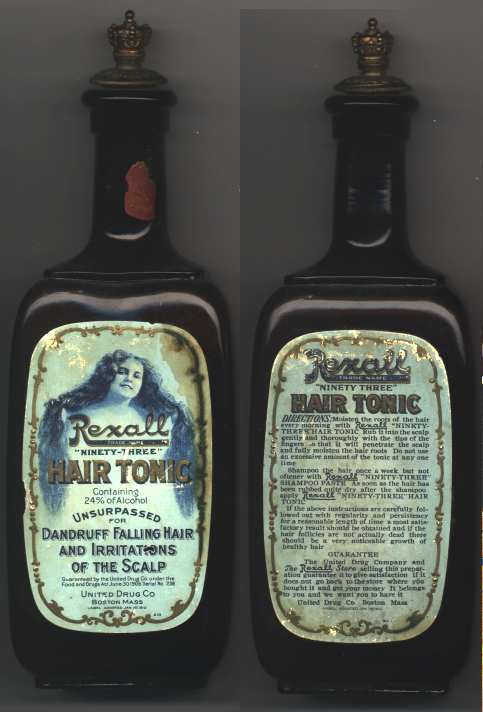 Rexall
TRADE NAME
"NINETY-THREE"
HAIR TONIC
Containing
24% of Alcohol
UNSURPASSED
FOR
DANDRUFF FALLING HAIR
AND IRRITATIONS
OF THE SCALP
Guaranteed by the United Drug Co under the
Food and Drugs Act June 30 1906 Serial No
UNITED DRUG CO
BOSTON MASS
Rexall
TRADE NAME
"NINETY THREE"
HAIR TONIC
DIRECTIONS: Moisten the roots of the hair
every morning with Rexall "NINETY-
THREE" HAIR TONIC Rub it into the scalp
gently and thoroughly with the tips of the
fingers so that it will penetrate the scalp
and fully moisten the hair roots Do not use
an excessive amount of the tonic at any one
time
Shampoo the hair once a week but not
oftener with Rexall "NINETY-THREE"
SHAMPOO PASTE As soon as the hair has
been rubbed quite dry after the shampoo
apply Rexall "NINETY-THREE" HAIR
TONIC
If the above instructions are carefully fol-
lowed out with regularity and persistency
for a reasonable length of time a most satis-
factory result should be obtained and if the
hair follicles are not actually dead there
should be a very noticeable growth of
healthy hair
GUARANTEE
The United Drug Company and
The Rexall Store selling this prepar-
ation guarantee it to give satisfaction If it
does not go back to the store where you
bought it and get your money It belongs
to you and we want you to have it
United Drug Co Boston Mass